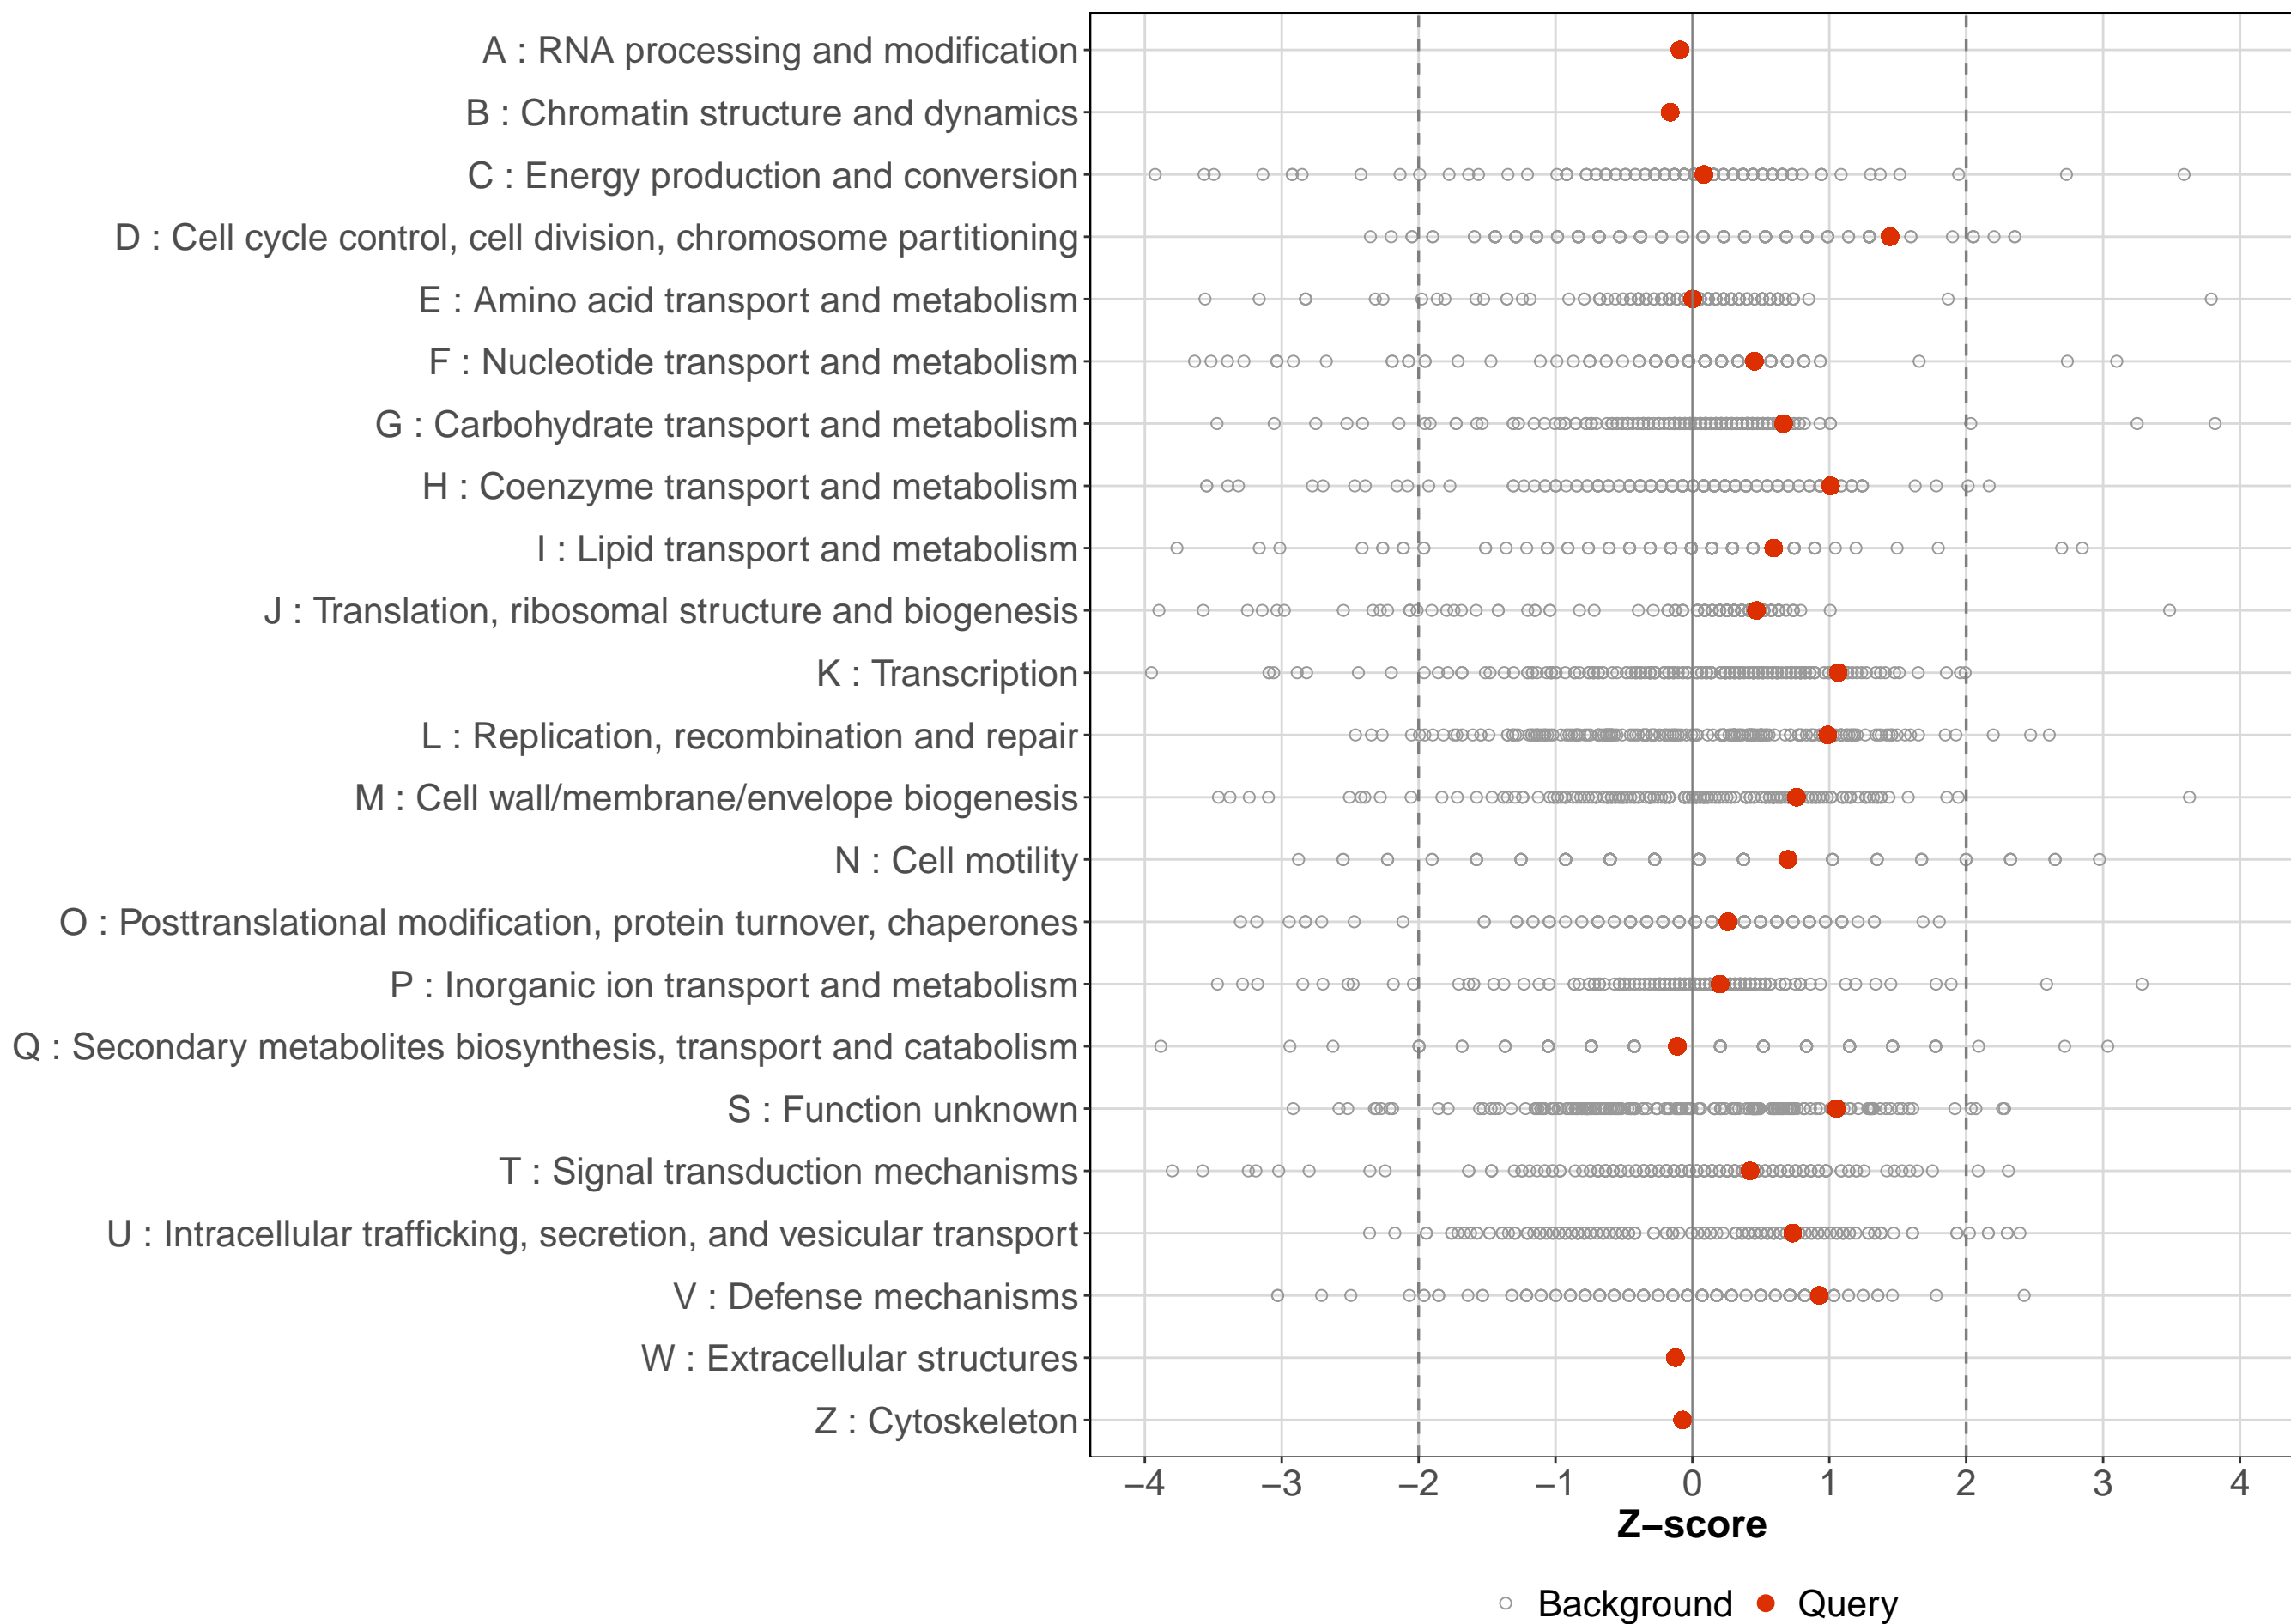 A : RNA processing and modification
B : Chromatin structure and dynamics
C : Energy production and conversion
D : Cell cycle control, cell division, chromosome partitioning
E : Amino acid transport and metabolism
F : Nucleotide transport and metabolism
G : Carbohydrate transport and metabolism
H : Coenzyme transport and metabolism
I : Lipid transport and metabolism
J : Translation, ribosomal structure and biogenesis
K : Transcription
L : Replication, recombination and repair
M : Cell wall/membrane/envelope biogenesis
N : Cell motility
O : Posttranslational modification, protein turnover, chaperones
P : Inorganic ion transport and metabolism
Q : Secondary metabolites biosynthesis, transport and catabolism
S : Function unknown
T : Signal transduction mechanisms
U : Intracellular trafficking, secretion, and vesicular transport
V : Defense mechanisms
W : Extracellular structures
Z : Cytoskeleton
−4 −3 −2 −1 0 1 2 3 4
Z−score
Background Query